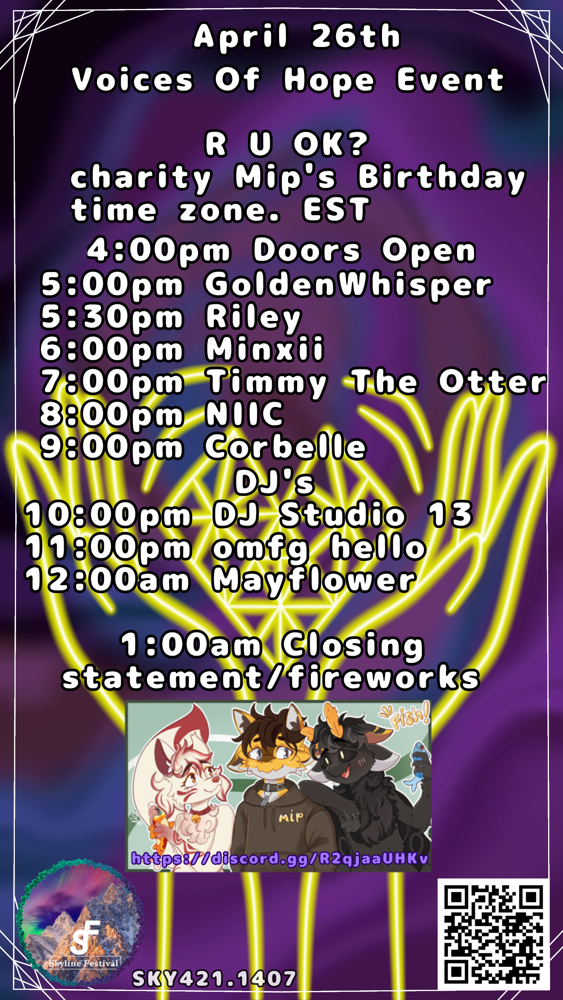 April 26th
Voices Of Hope Event
R U OK?
charity Mip's Birthday
time zone. EST
4:00pm Doors Open
5:00pm GoldenWhisper
5:30pm Riley
6:00pm Minxii
7:00pm Timmy The Otter
8:00pm NIIC
9:00pm Corbelle
DJ's
10:00pm DJ Studio 13
11:00pm omfg hello
12:00am Mayflower
1:00am Closing
statement/fireworks
Fish!
mip
https://discord.gg/R2qjaaUHKv
SF
Skyline Festival
SKY421.1407